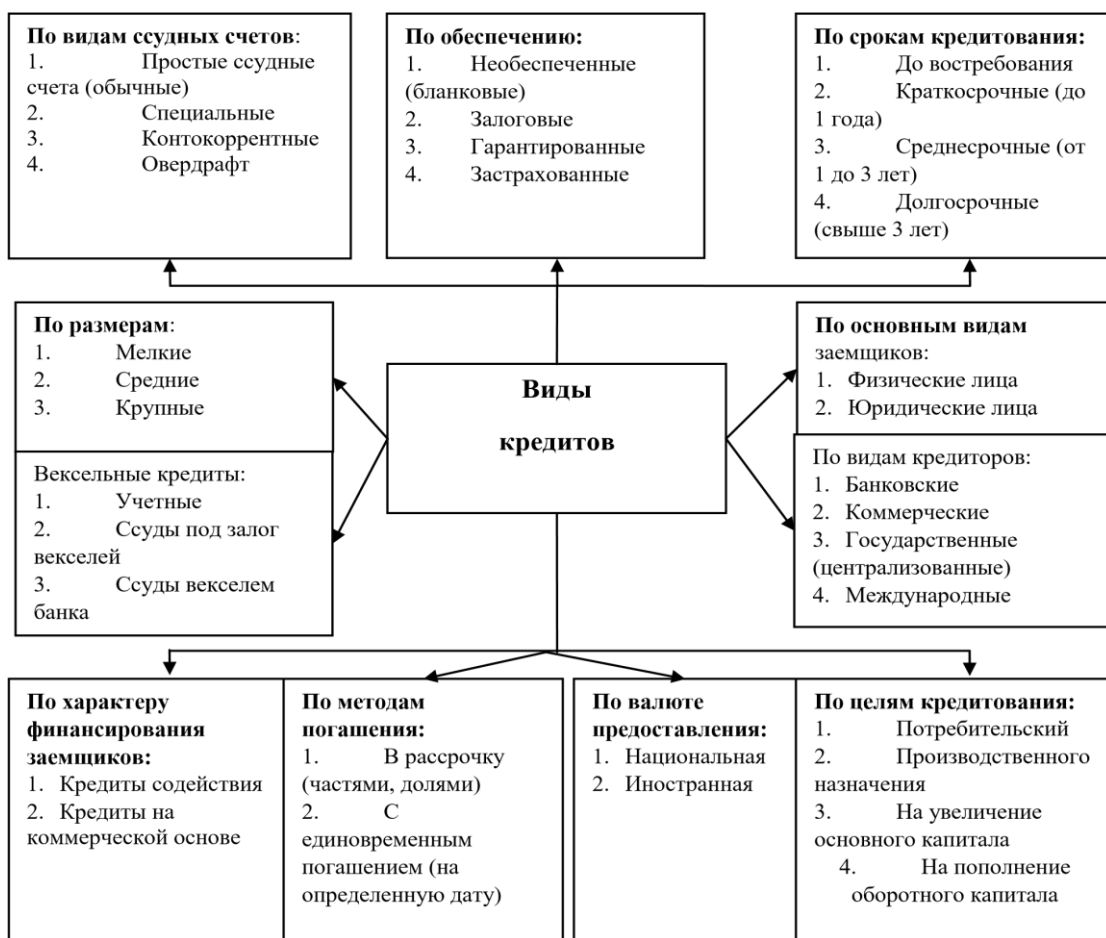 По видам ссудных счетов:
1. Простые ссудные
счета (обычные)
2. Специальные
3. Контокоррентные
4. Овердрафт
По обеспечению:
1. Необеспеченные
(бланковые)
2. Залоговые
3. Гарантированные
4. Застрахованные
По срокам кредитования:
1. До востребования
2. Краткосрочные (до
1 года)
3. Среднесрочные (от
1 до 3 лет)
4. Долгосрочные
(свыше 3 лет)
По размерам:
1. Мелкие
2. Средние
3. Крупные
Виды
кредитов
По основным видам
заемщиков:
1. Физические лица
2. Юридические лица
Вексельные кредиты:
1. Учетные
2. Ссуды под залог
векселей
3. Ссуды векселем
банка
По видам кредиторов:
1. Банковские
2. Коммерческие
3. Государственные
(централизованные)
4. Международные
По характеру
финансирования
заемщиков:
1. Кредиты содействия
2. Кредиты на
коммерческой основе
По методам
погашения:
1. В рассрочку
(частями, долями)
2. С
единовременным
погашением (на
определенную дату)
По валюте
предоставления:
1. Национальная
2. Иностранная
По целям кредитования:
1. Потребительский
2. Производственного
назначения
3. На увеличение
основного капитала
4. На пополнение
оборотного капитала